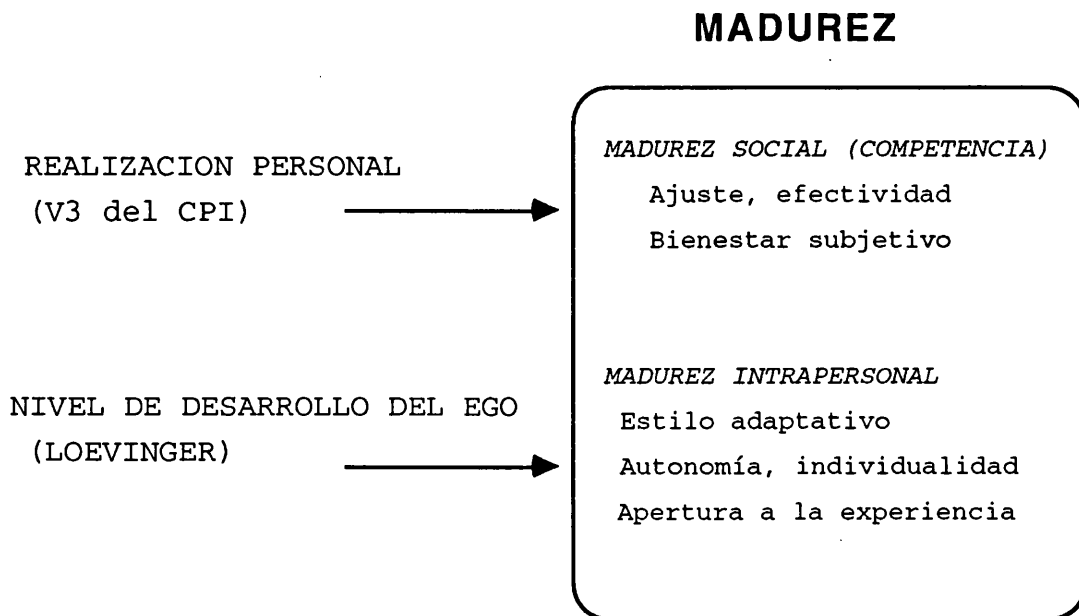 MADUREZ
REALIZACION PERSONAL
(V3 del CPI)
MADUREZ SOCIAL (COMPETENCIA)
Ajuste, efectividad
Bienestar subjetivo
NIVEL DE DESARROLLO DEL EGO
(LOEVINGER)
MADUREZ INTRAPERSONAL
Estilo adaptativo
Autonomía, individualidad
Apertura a la experiencia